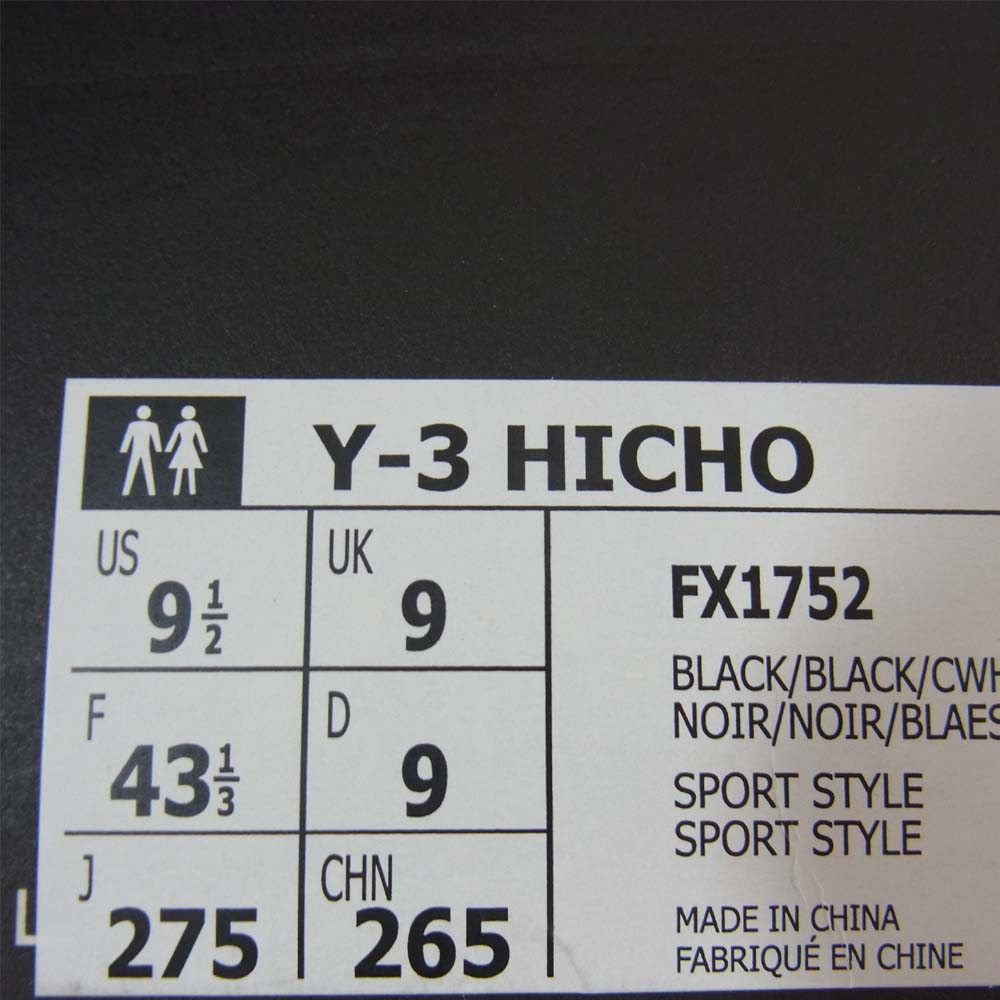 Y-3 HICHO
US 9 1/2
UK 9
F 43 1/3
D 9
J 275
CHN 265
FX1752
BLACK/BLACK/CWH
NOIR/NOIR/BLAES
SPORT STYLE
SPORT STYLE
MADE IN CHINA
FABRIQUÉ EN CHINE